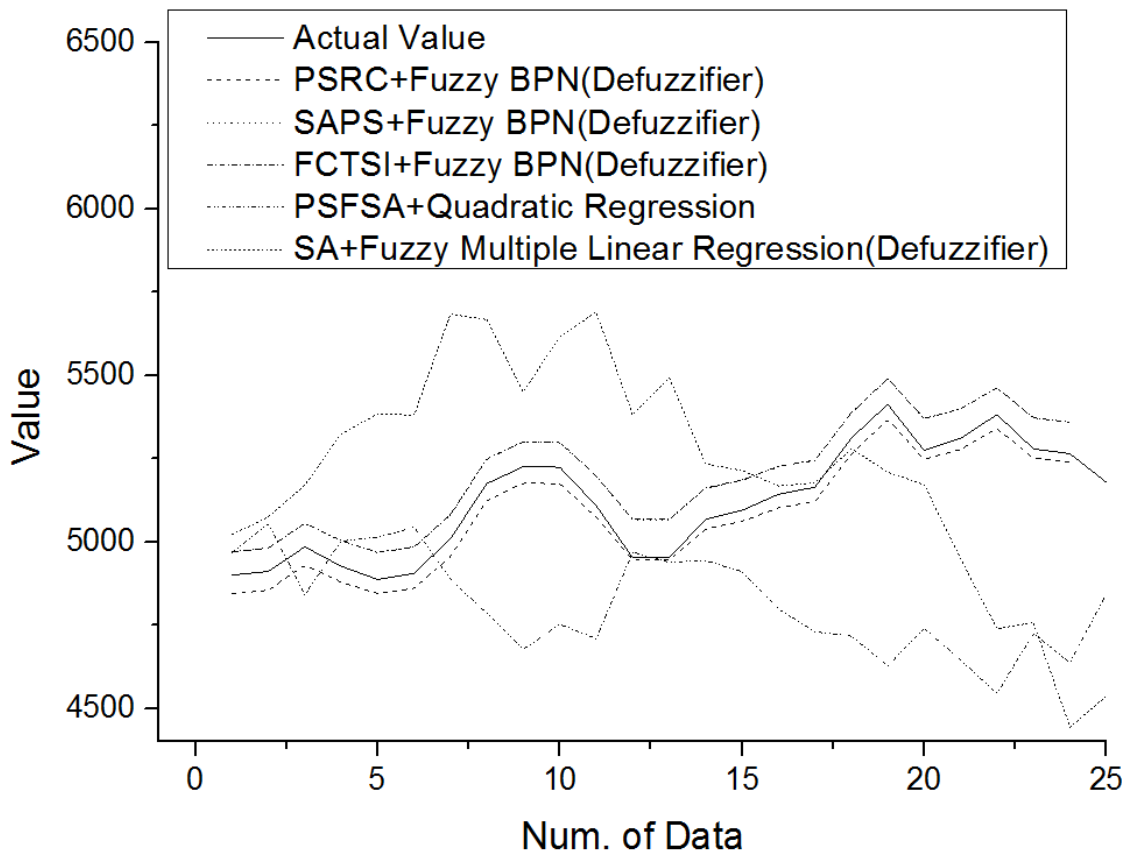 6500
6000
5500
5000
4500
Value
Actual Value
PSRC+Fuzzy BPN(Defuzzifier)
SAPS+Fuzzy BPN(Defuzzifier)
FCTSI+Fuzzy BPN(Defuzzifier)
PSFSA+Quadratic Regression
SA+Fuzzy Multiple Linear Regression(Defuzzifier)
0 5 10 15 20 25
Num. of Data